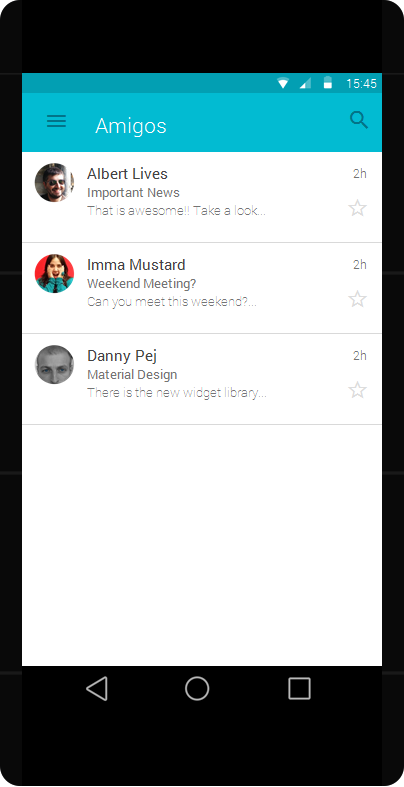 15:45
Amigos
Albert Lives 2h
Important News
That is awesome!! Take a look...
Imma Mustard 2h
Weekend Meeting?
Can you meet this weekend?...
Danny Pej 2h
Material Design
There is the new widget library...